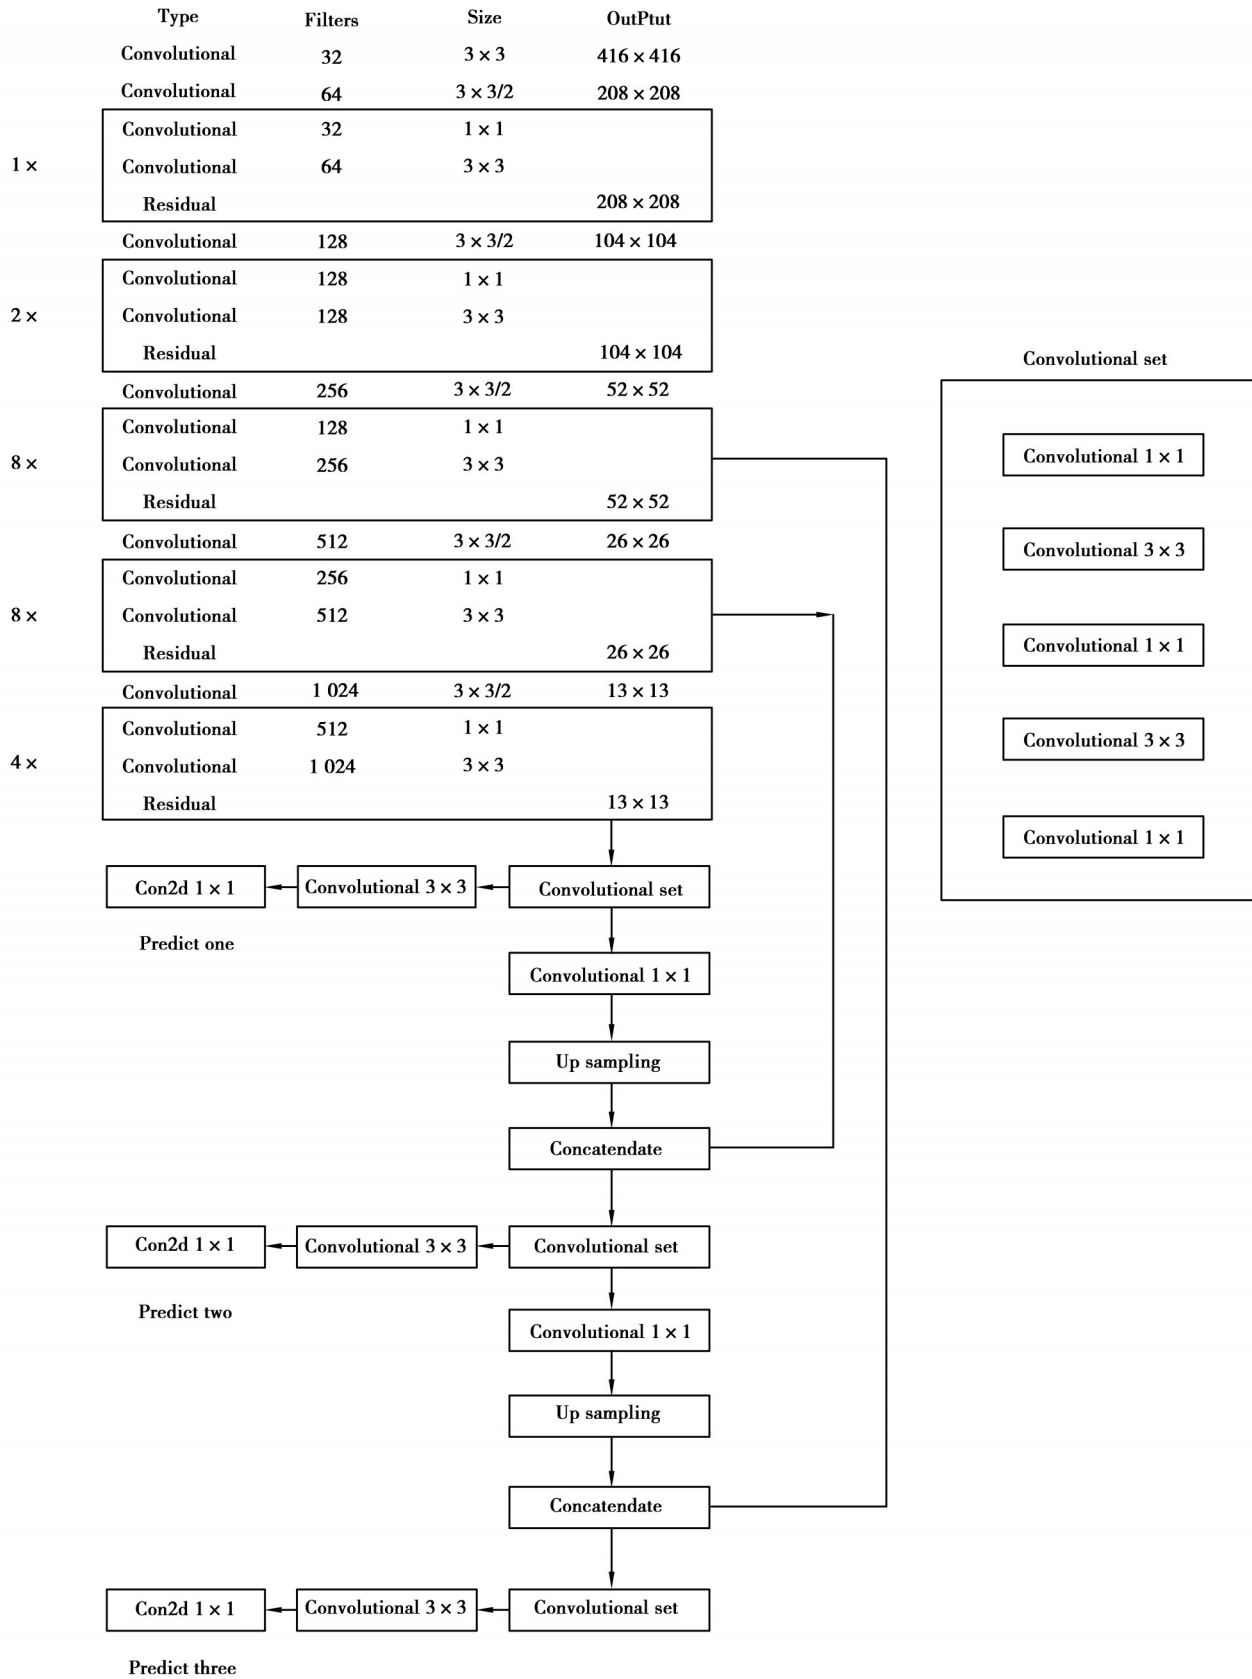 Type Filters Size OutPtut
Convolutional 32 3 × 3 416 × 416
Convolutional 64 3 × 3/2 208 × 208
Convolutional 32 1 × 1
1 × Convolutional 64 3 × 3
Residual 208 × 208
Convolutional 128 3 × 3/2 104 × 104
Convolutional 128 1 × 1
2 × Convolutional 128 3 × 3
Residual 104 × 104
Convolutional 256 3 × 3/2 52 × 52
Convolutional 128 1 × 1
8 × Convolutional 256 3 × 3
Residual 52 × 52
Convolutional 512 3 × 3/2 26 × 26
Convolutional 256 1 × 1
8 × Convolutional 512 3 × 3
Residual 26 × 26
Convolutional 1 024 3 × 3/2 13 × 13
Convolutional 512 1 × 1
4 × Convolutional 1 024 3 × 3
Residual 13 × 13
Con2d 1 × 1 Convolutional 3 × 3 Convolutional set
Predict one
Convolutional 1 × 1
Up sampling
Concatendate
Con2d 1 × 1 Convolutional 3 × 3 Convolutional set
Predict two
Convolutional 1 × 1
Up sampling
Concatendate
Con2d 1 × 1 Convolutional 3 × 3 Convolutional set
Predict three
Convolutional set
Convolutional 1 × 1
Convolutional 3 × 3
Convolutional 1 × 1
Convolutional 3 × 3
Convolutional 1 × 1